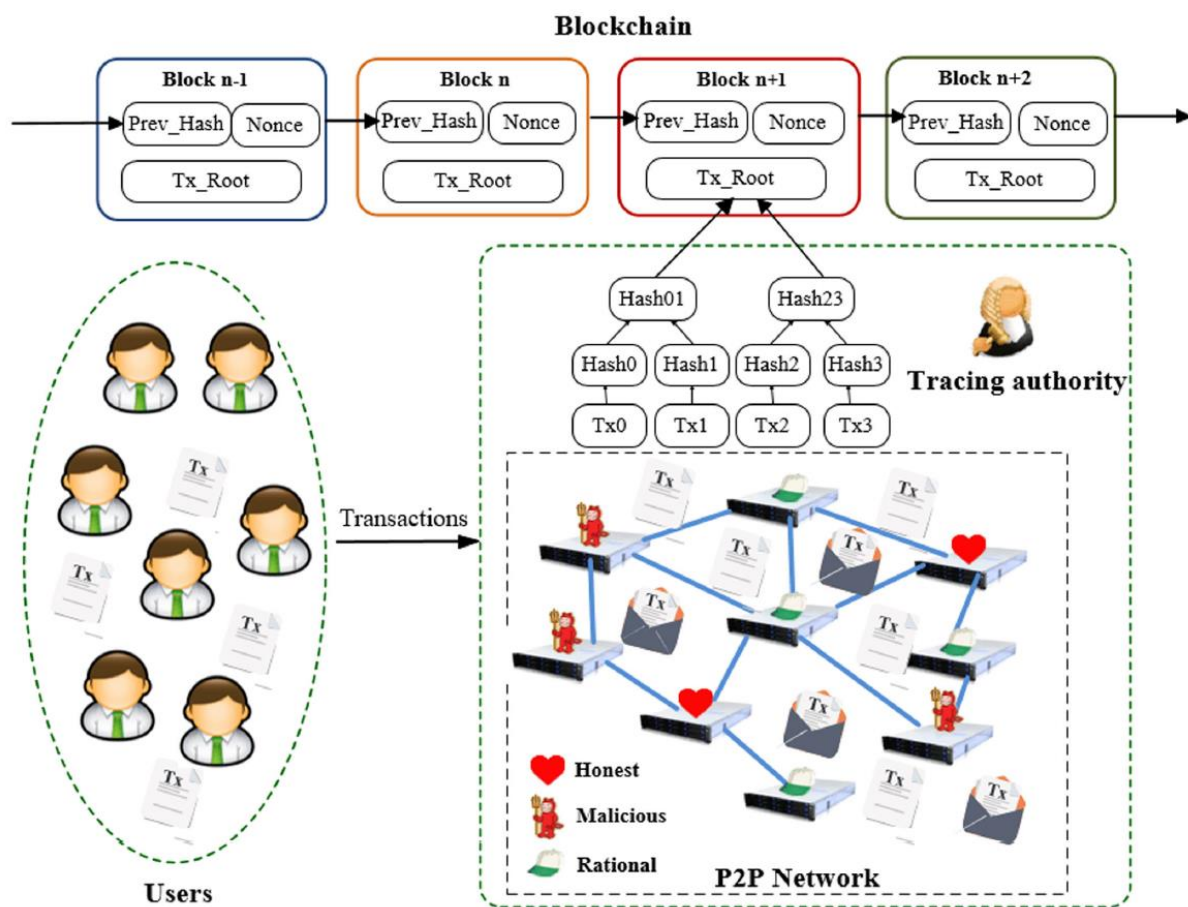 Blockchain
Block n-1
Block n
Block n+1
Block n+2
Prev_Hash
Nonce
Prev_Hash
Nonce
Prev_Hash
Nonce
Prev_Hash
Nonce
Tx_Root
Tx_Root
Tx_Root
Tx_Root
Hash01
Hash23
Hash0
Hash1
Hash2
Hash3
Tracing authority
Tx0
Tx1
Tx2
Tx3
Tx
Tx
Tx
Tx
Users
Transactions
Tx
Tx
Tx
Tx
Tx
Tx
Tx
Tx
Tx
Honest
Malicious
Rational
P2P Network